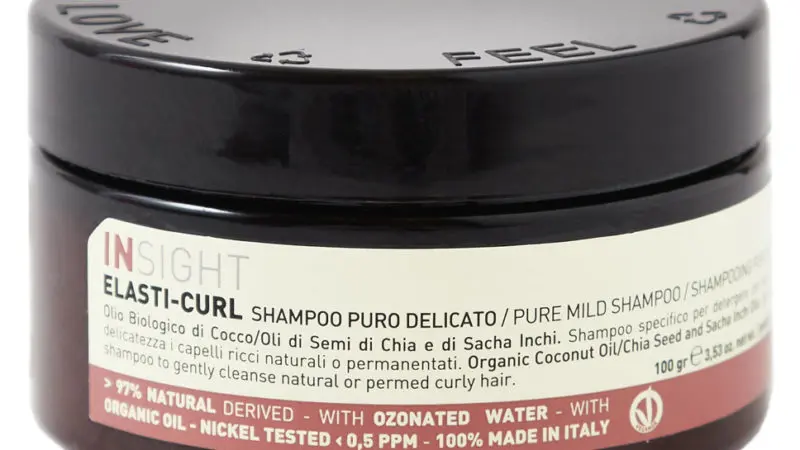 LOVE FEEL
INSIGHT
ELASTI-CURL SHAMPOO PURO DELICATO / PURE MILD SHAMPOO / SHAMPOOING
Olio Biologico di Cocco/Oli di Semi di Chia e di Sacha Inchi. Shampoo specifico per detergere
delicatezza i capelli ricci naturali o permanentati. Organic Coconut Oil/Chia Seed and Sacha Inchi
shampoo to gently cleanse natural or permed curly hair.
100 gr ℮ 3,53 oz.
> 97% NATURAL DERIVED - WITH OZONATED WATER - WITH
ORGANIC OIL - NICKEL TESTED < 0,5 PPM - 100% MADE IN ITALY